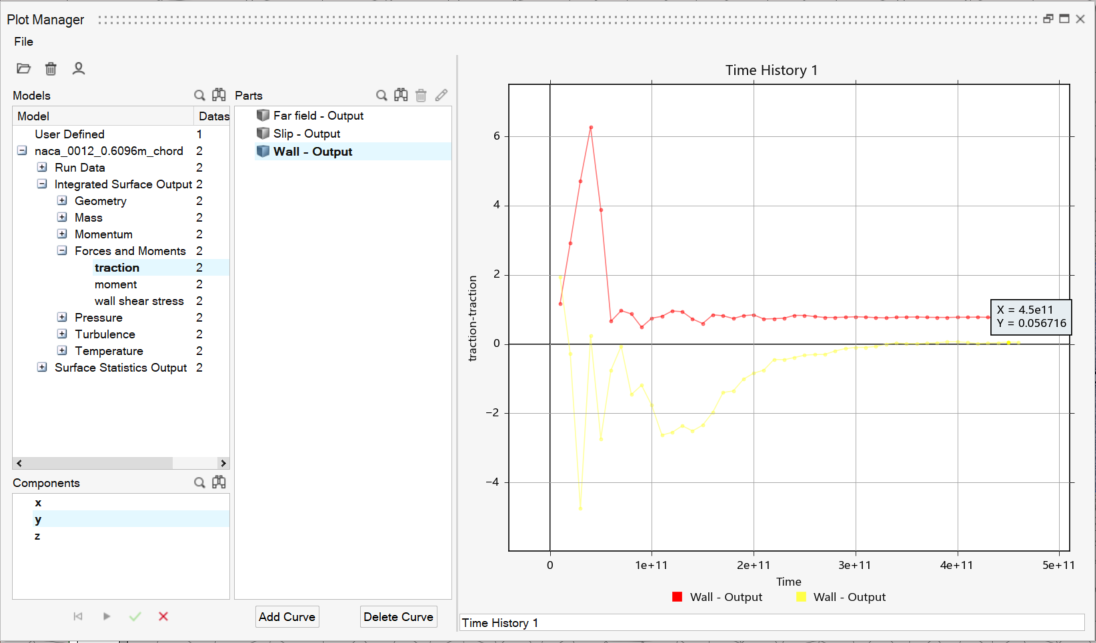 Plot Manager
File
Models
Parts
Model Datas
User Defined 1
naca_0012_0.6096m_chord 2
Run Data 2
Integrated Surface Output 2
Geometry 2
Mass 2
Momentum 2
Forces and Moments 2
traction 2
moment 2
wall shear stress 2
Pressure 2
Turbulence 2
Temperature 2
Surface Statistics Output 2
Far field - Output
Slip - Output
Wall - Output
Components
x
y
z
Add Curve
Delete Curve
Time History 1
traction-traction
6
4
2
0
−2
−4
X = 4.5e11
Y = 0.056716
0 1e+11 2e+11 3e+11 4e+11 5e+11
Time
Wall - Output Wall - Output
Time History 1